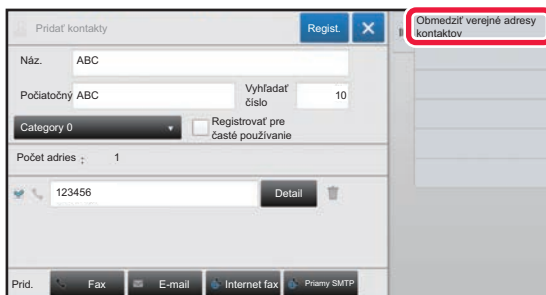 Pridať kontakty
Regist.
Obmedziť verejné adresy
kontaktov
Náz.
ABC
Počiatočný
ABC
Vyhľadať
číslo
10
Category 0
Registrovať pre
časté používanie
Počet adries :
1
123456
Detail
Prid.
Fax
E-mail
Internet fax
Priamy SMTP